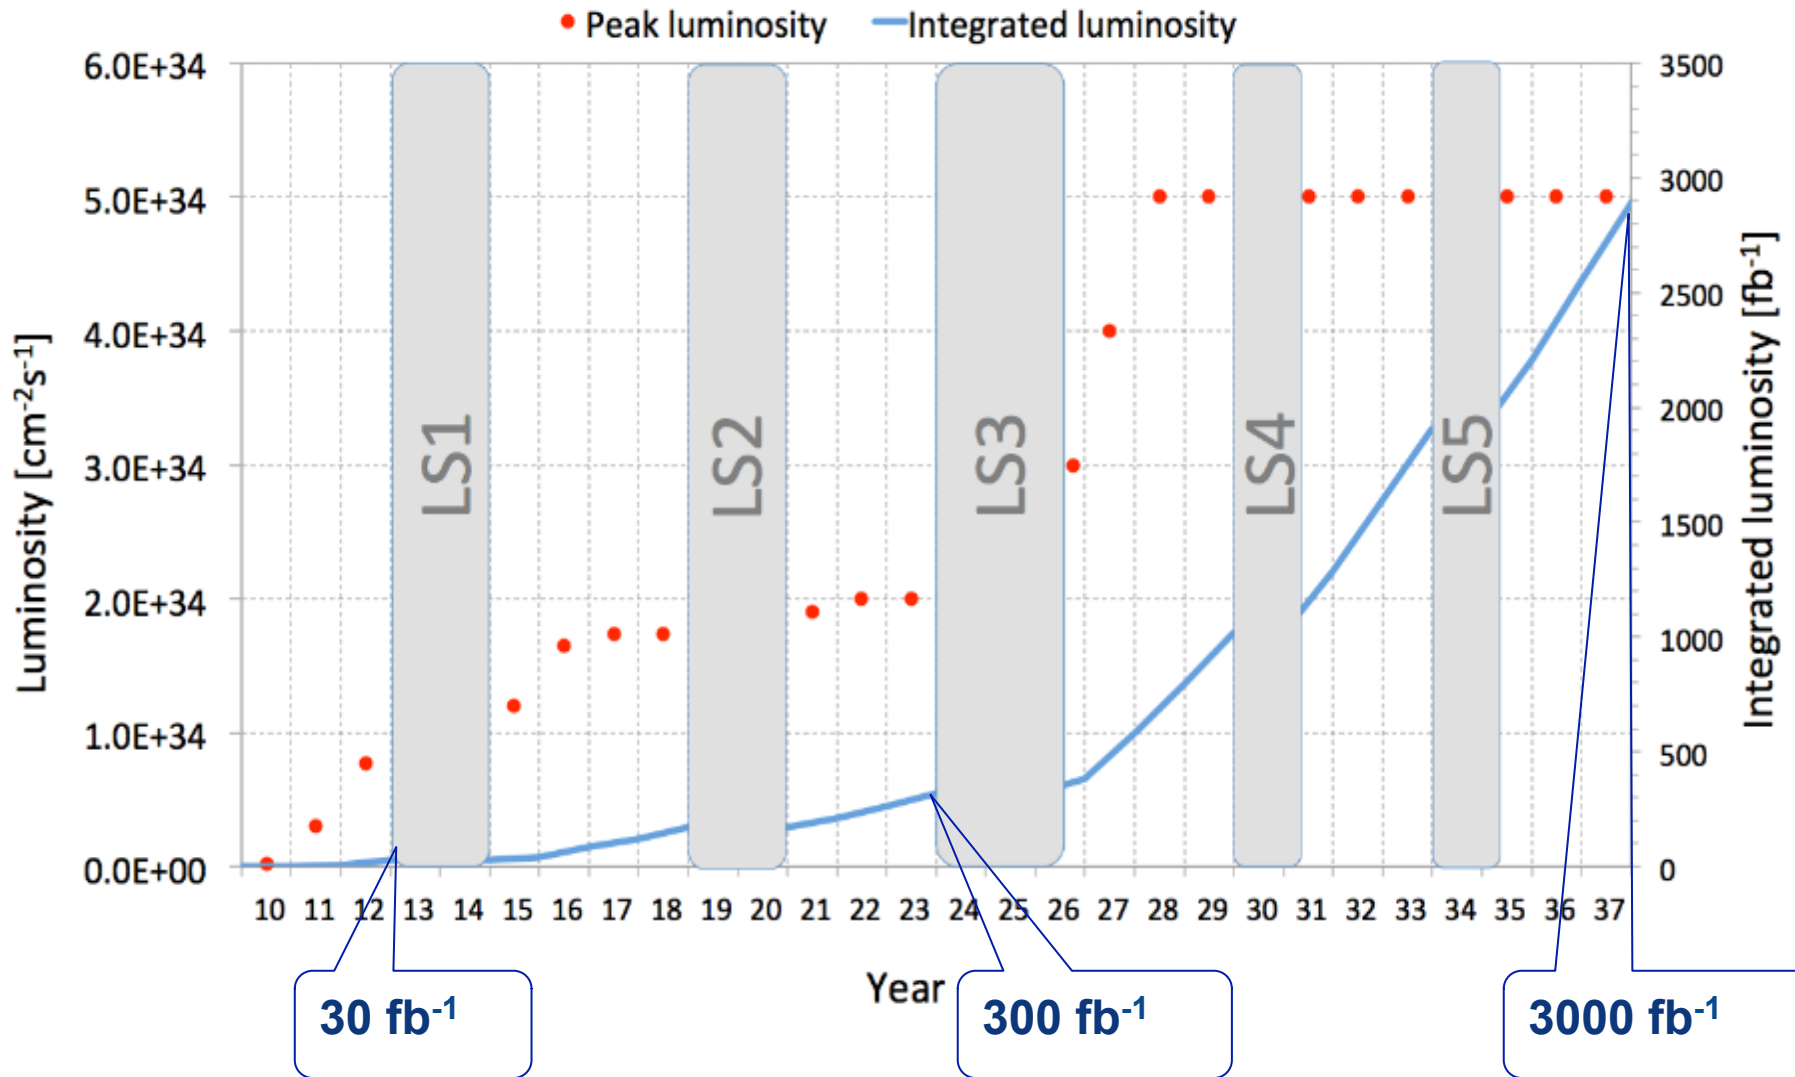 Peak luminosity Integrated luminosity
6.0E+34
5.0E+34
4.0E+34
3.0E+34
2.0E+34
1.0E+34
0.0E+00
Luminosity [cm⁻²s⁻¹]
LS1
LS2
LS3
LS4
LS5
3500
3000
2500
2000
1500
1000
500
0
Integrated luminosity [fb⁻¹]
10 11 12 13 14 15 16 17 18 19 20 21 22 23 24 25 26 27 28 29 30 31 32 33 34 35 36 37
Year
30 fb⁻¹
300 fb⁻¹
3000 fb⁻¹